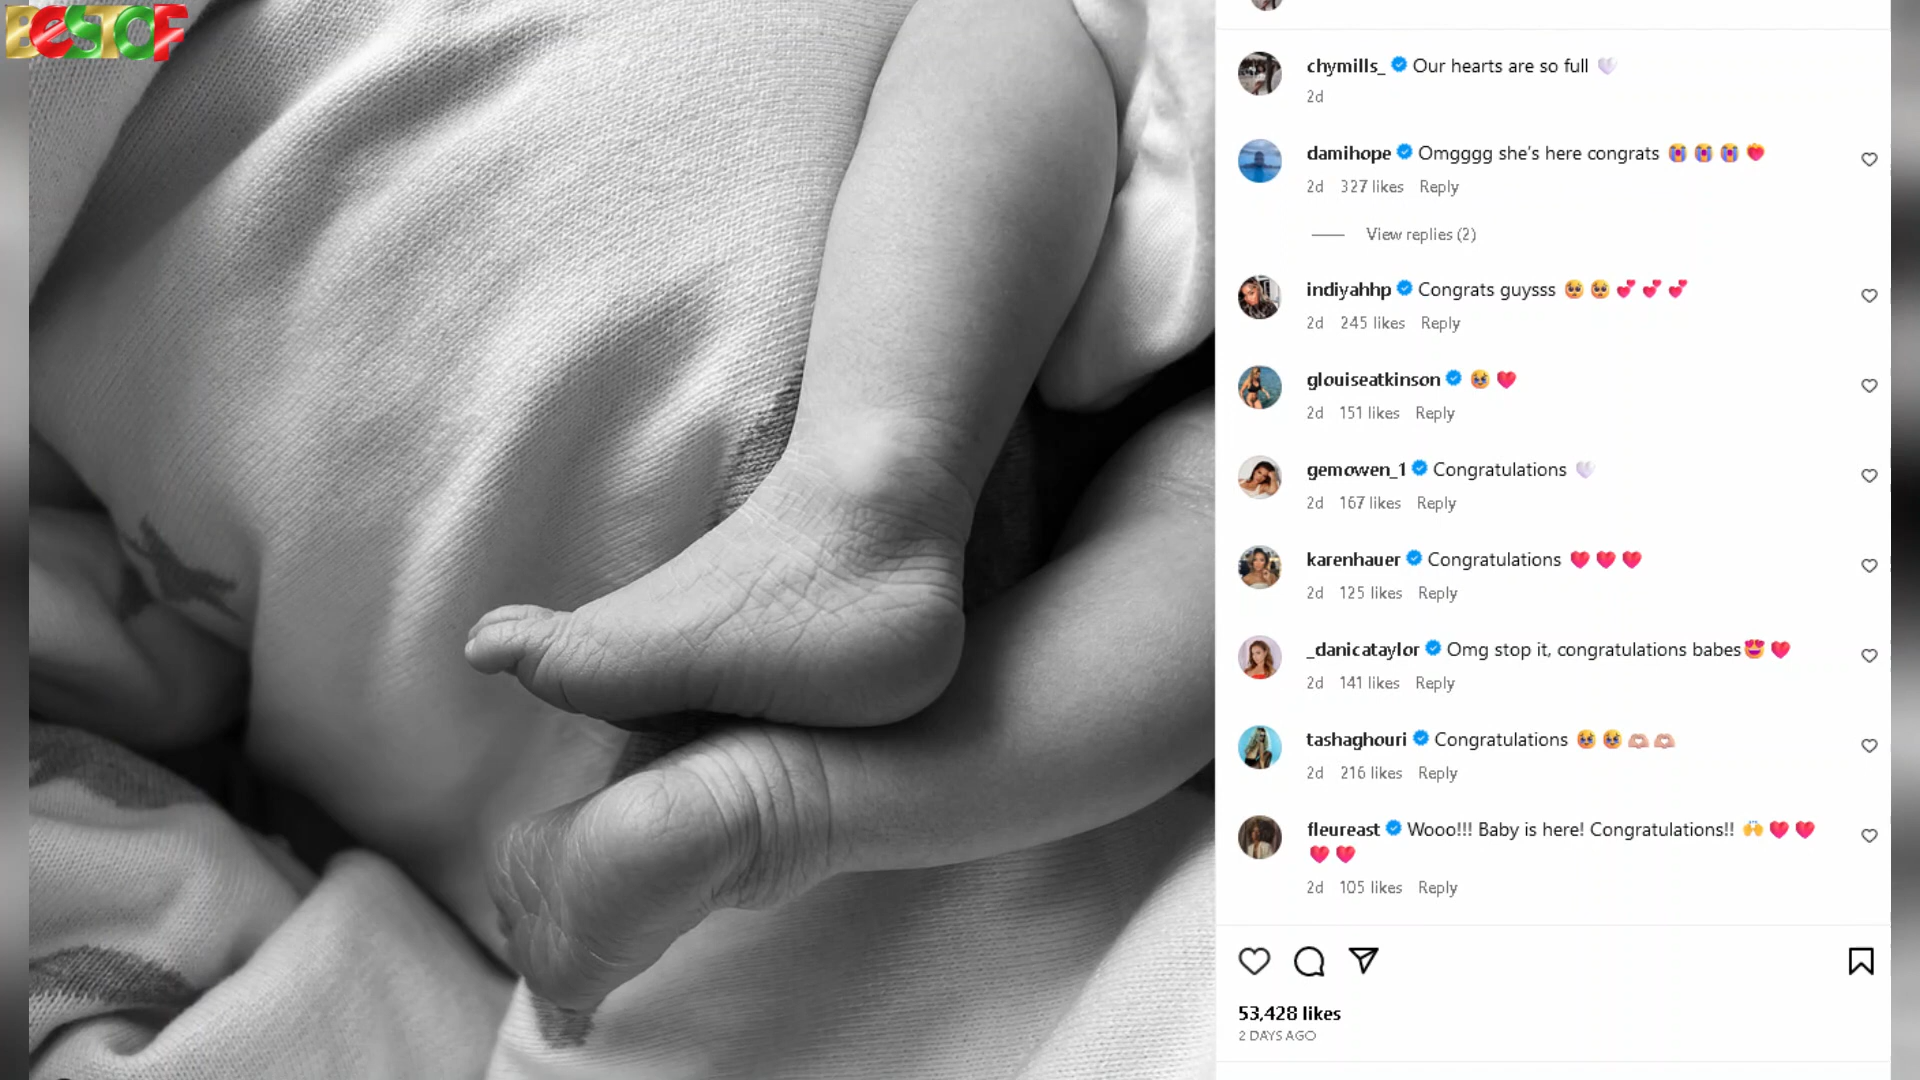 BeSTOF
chymills_ Our hearts are so full 🤍
2d
damihope Omgggg she's here congrats 😭 😭 😭 ❤️‍🔥
2d 327 likes Reply
View replies (2)
indiyahhp Congrats guysss 🥹 🥹 💕 💕 💕
2d 245 likes Reply
glouiseatkinson 🥹 ❤️
2d 151 likes Reply
gemowen_1 Congratulations 🤍
2d 167 likes Reply
karenhauer Congratulations ❤️ ❤️ ❤️
2d 125 likes Reply
_danicataylor Omg stop it, congratulations babes😍 ❤️
2d 141 likes Reply
tashaghouri Congratulations 🥹 🥹 🫶🏼 🫶🏼
2d 216 likes Reply
fleureast Wooo!!! Baby is here! Congratulations!! 🙌 ❤️ ❤️
❤️ ❤️
2d 105 likes Reply
53,428 likes
2 DAYS AGO